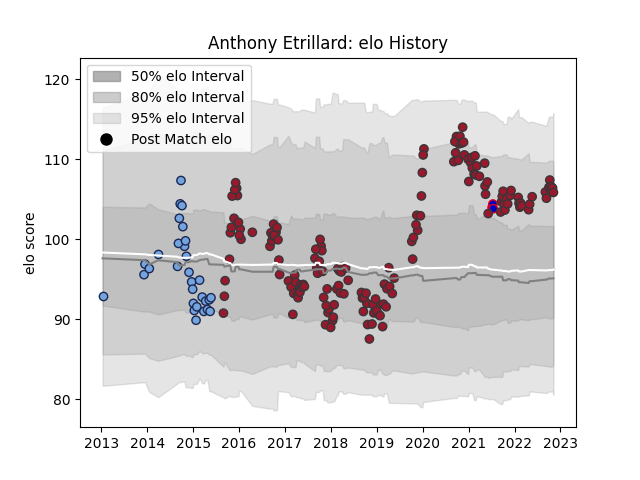 Anthony Etrillard: elo History
50% elo Interval
80% elo Interval
95% elo Interval
Post Match elo
elo score
120
110
100
90
80
2013 2014 2015 2016 2017 2018 2019 2020 2021 2022 2023